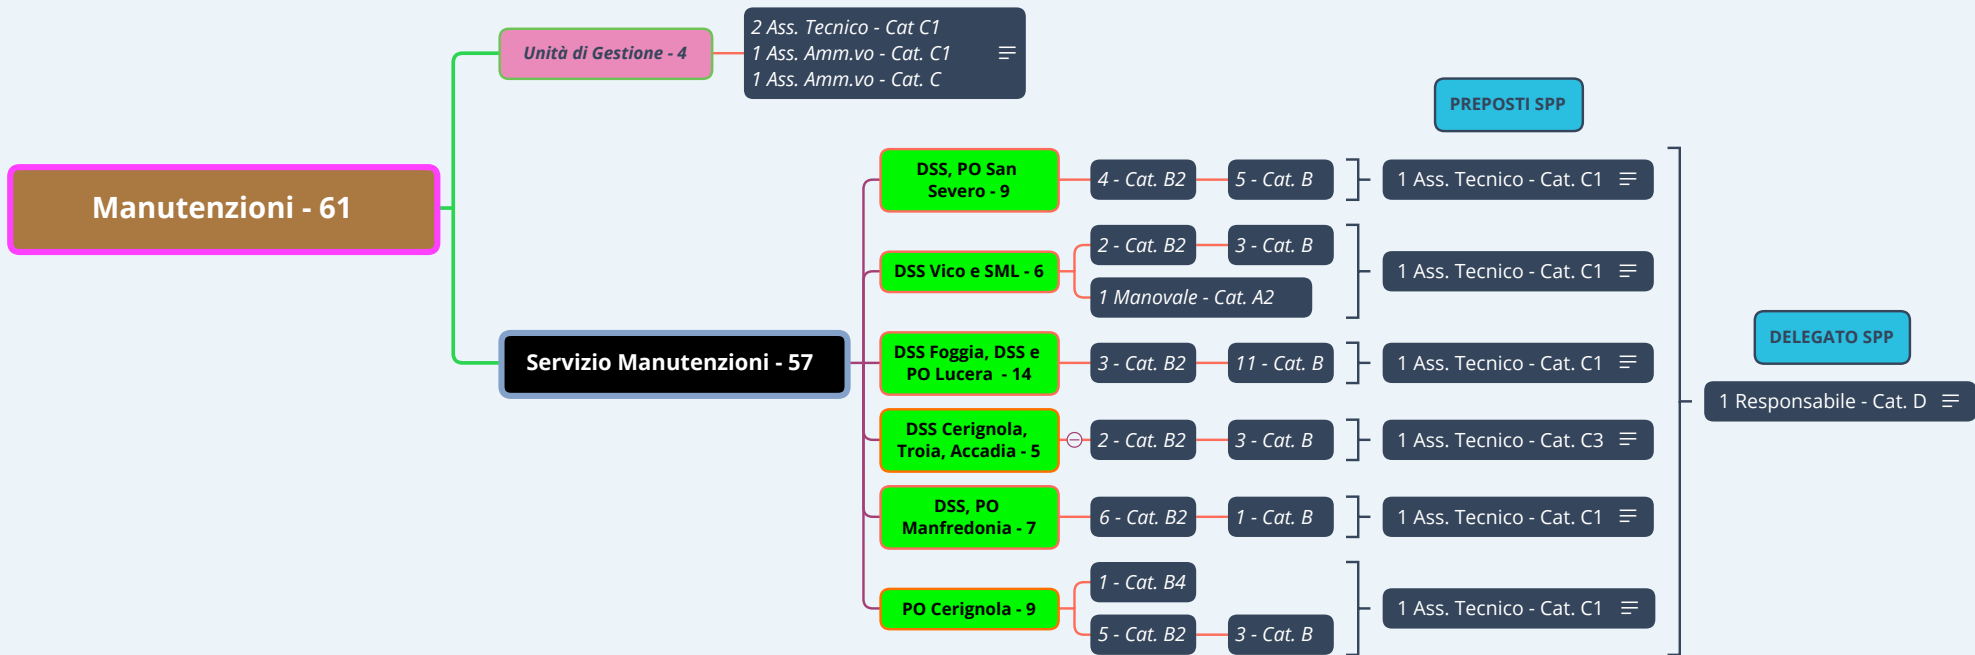 2 Ass. Tecnico - Cat C1
Unità di Gestione - 4
1 Ass. Amm.vo - Cat. C1
1 Ass. Amm.vo - Cat. C
PREPOSTI SPP
Manutenzioni - 61
DSS, PO San
Severo - 9
4 - Cat. B2
5 - Cat. B
1 Ass. Tecnico - Cat. C1
DSS Vico e SML - 6
2 - Cat. B2
3 - Cat. B
1 Manovale - Cat. A2
1 Ass. Tecnico - Cat. C1
Servizio Manutenzioni - 57
DSS Foggia, DSS e
PO Lucera - 14
3 - Cat. B2
11 - Cat. B
1 Ass. Tecnico - Cat. C1
DELEGATO SPP
1 Responsabile - Cat. D
DSS Cerignola,
Troia, Accadia - 5
2 - Cat. B2
3 - Cat. B
1 Ass. Tecnico - Cat. C3
DSS, PO
Manfredonia - 7
6 - Cat. B2
1 - Cat. B
1 Ass. Tecnico - Cat. C1
PO Cerignola - 9
1 - Cat. B4
5 - Cat. B2
3 - Cat. B
1 Ass. Tecnico - Cat. C1